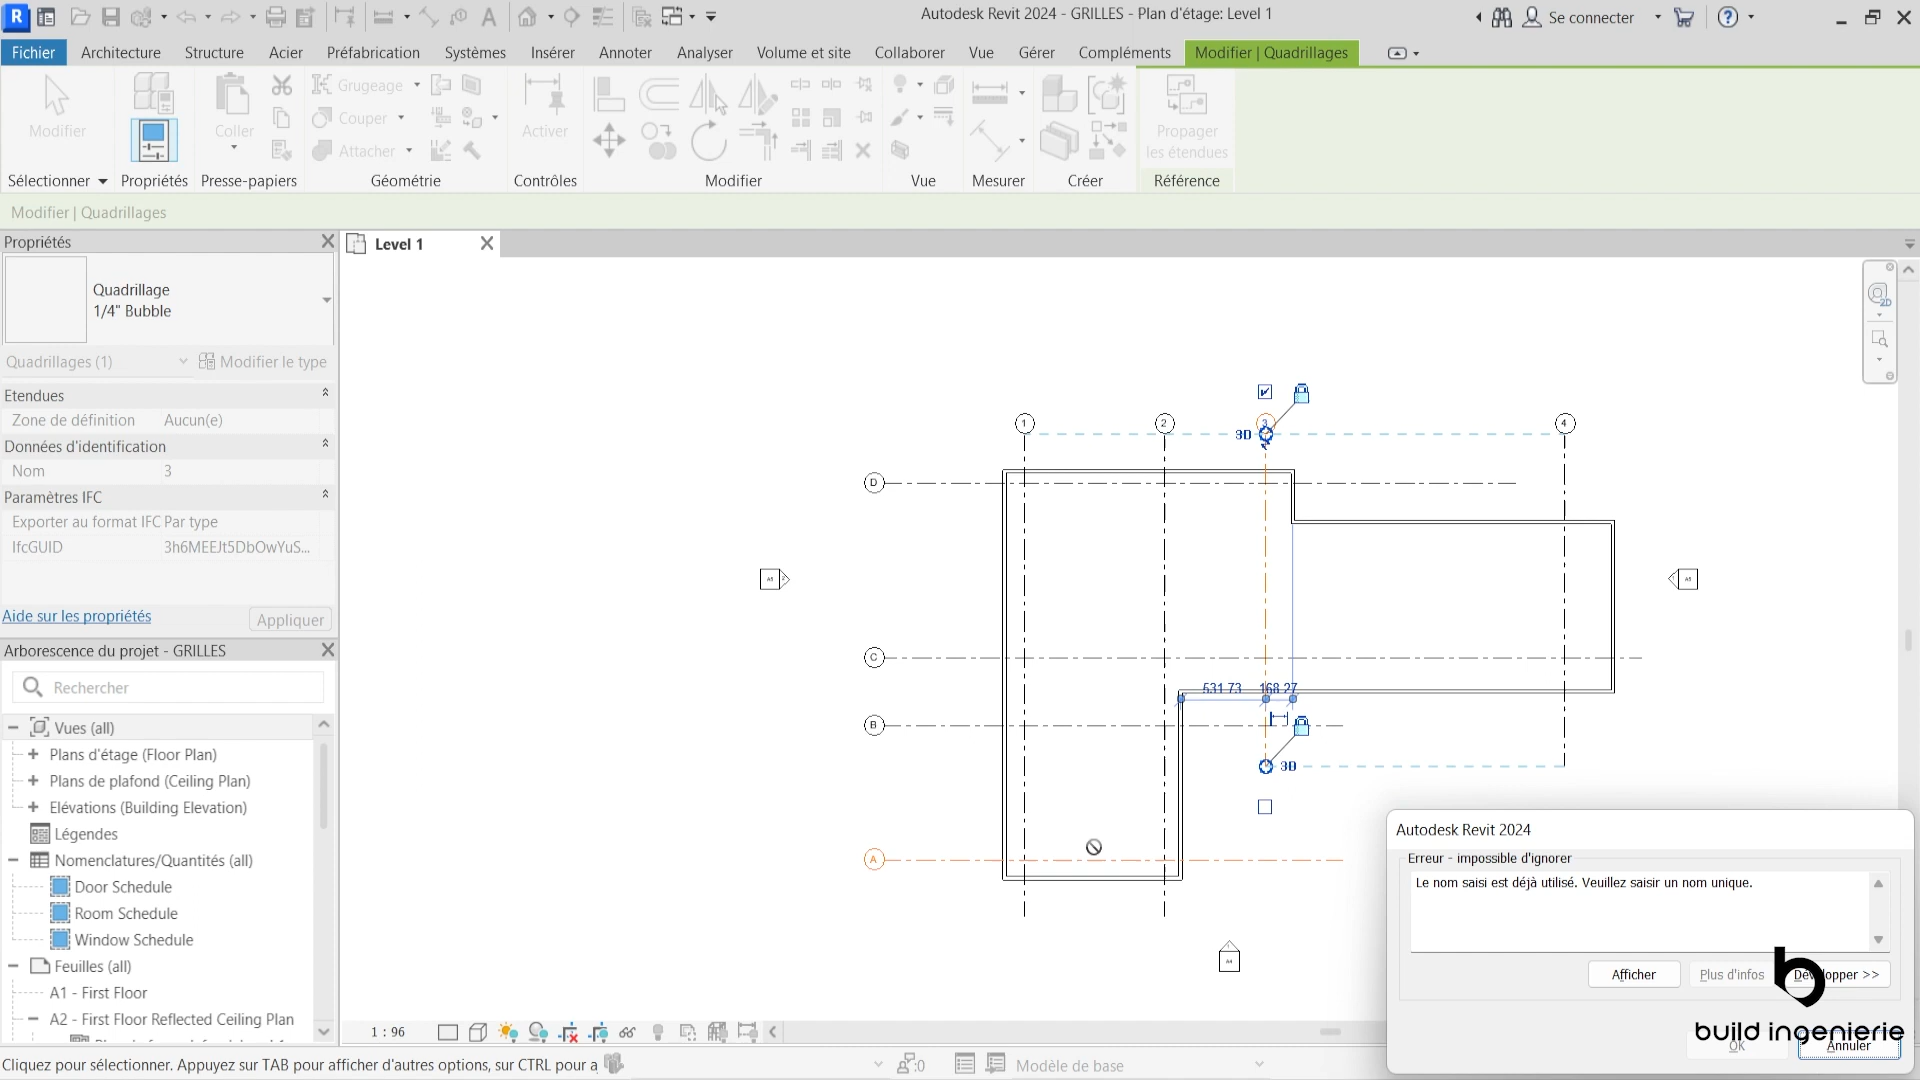 Autodesk Revit 2024 - GRILLES - Plan d'étage: Level 1
Se connecter
Fichier Architecture Structure Acier Préfabrication Systèmes Insérer Annoter Analyser Volume et site Collaborer Vue Gérer Compléments Modifier | Quadrillages
Modifier
Coller
Grugeage
Couper
Attacher
Activer
Propager
les étendues
Sélectionner Propriétés Presse-papiers Géométrie Contrôles Modifier Vue Mesurer Créer Référence
Modifier | Quadrillages
Propriétés
Level 1
Quadrillage
1/4" Bubble
Quadrillages (1) Modifier le type
Etendues
Zone de définition Aucun(e)
Données d'identification
Nom 3
Paramètres IFC
Exporter au format IFC Par type
IfcGUID 3h6MEEJt5DbOwYuS...
Aide sur les propriétés Appliquer
Arborescence du projet - GRILLES
Rechercher
Vues (all)
Plans d'étage (Floor Plan)
Plans de plafond (Ceiling Plan)
Elévations (Building Elevation)
Légendes
Nomenclatures/Quantités (all)
Door Schedule
Room Schedule
Window Schedule
Feuilles (all)
A1 - First Floor
A2 - First Floor Reflected Ceiling Plan
1 2 3 4
3D
D
C
531.73 168.27
B
3D
A
Autodesk Revit 2024
Erreur - impossible d'ignorer
Le nom saisi est déjà utilisé. Veuillez saisir un nom unique.
Afficher Plus d'infos Développer >>
build ingenierie
OK Annuler
1 : 96
Cliquez pour sélectionner. Appuyez sur TAB pour afficher d'autres options, sur CTRL pour a
:0
Modèle de base